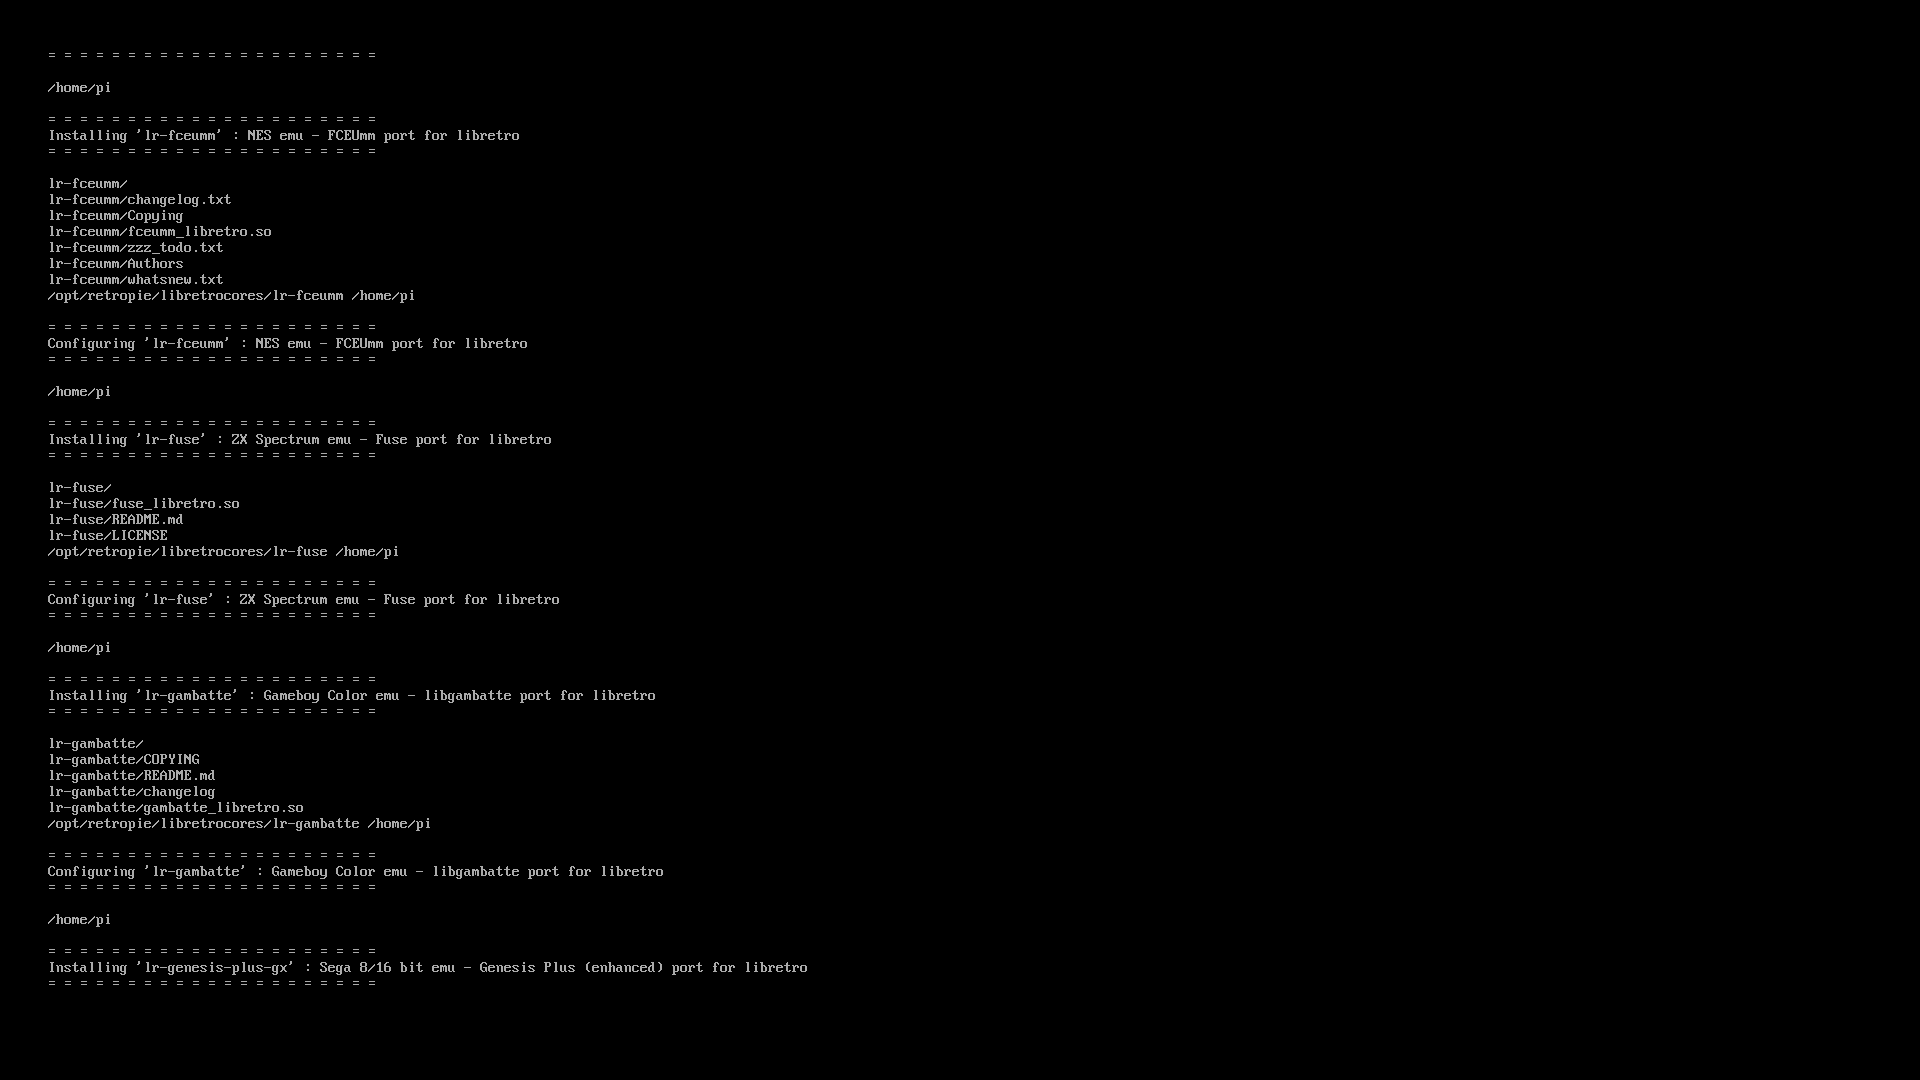 = = = = = = = = = = = = = = = = = = = = =
/home/pi
= = = = = = = = = = = = = = = = = = = = =
Installing 'lr-fceumm' : NES emu - FCEUmm port for libretro
= = = = = = = = = = = = = = = = = = = = =
lr-fceumm/
lr-fceumm/changelog.txt
lr-fceumm/Copying
lr-fceumm/fceumm_libretro.so
lr-fceumm/zzz_todo.txt
lr-fceumm/Authors
lr-fceumm/whatsnew.txt
/opt/retropie/libretrocores/lr-fceumm /home/pi
= = = = = = = = = = = = = = = = = = = = =
Configuring 'lr-fceumm' : NES emu - FCEUmm port for libretro
= = = = = = = = = = = = = = = = = = = = =
/home/pi
= = = = = = = = = = = = = = = = = = = = =
Installing 'lr-fuse' : ZX Spectrum emu - Fuse port for libretro
= = = = = = = = = = = = = = = = = = = = =
lr-fuse/
lr-fuse/fuse_libretro.so
lr-fuse/README.md
lr-fuse/LICENSE
/opt/retropie/libretrocores/lr-fuse /home/pi
= = = = = = = = = = = = = = = = = = = = =
Configuring 'lr-fuse' : ZX Spectrum emu - Fuse port for libretro
= = = = = = = = = = = = = = = = = = = = =
/home/pi
= = = = = = = = = = = = = = = = = = = = =
Installing 'lr-gambatte' : Gameboy Color emu - libgambatte port for libretro
= = = = = = = = = = = = = = = = = = = = =
lr-gambatte/
lr-gambatte/COPYING
lr-gambatte/README.md
lr-gambatte/changelog
lr-gambatte/gambatte_libretro.so
/opt/retropie/libretrocores/lr-gambatte /home/pi
= = = = = = = = = = = = = = = = = = = = =
Configuring 'lr-gambatte' : Gameboy Color emu - libgambatte port for libretro
= = = = = = = = = = = = = = = = = = = = =
/home/pi
= = = = = = = = = = = = = = = = = = = = =
Installing 'lr-genesis-plus-gx' : Sega 8/16 bit emu - Genesis Plus (enhanced) port for libretro
= = = = = = = = = = = = = = = = = = = = =